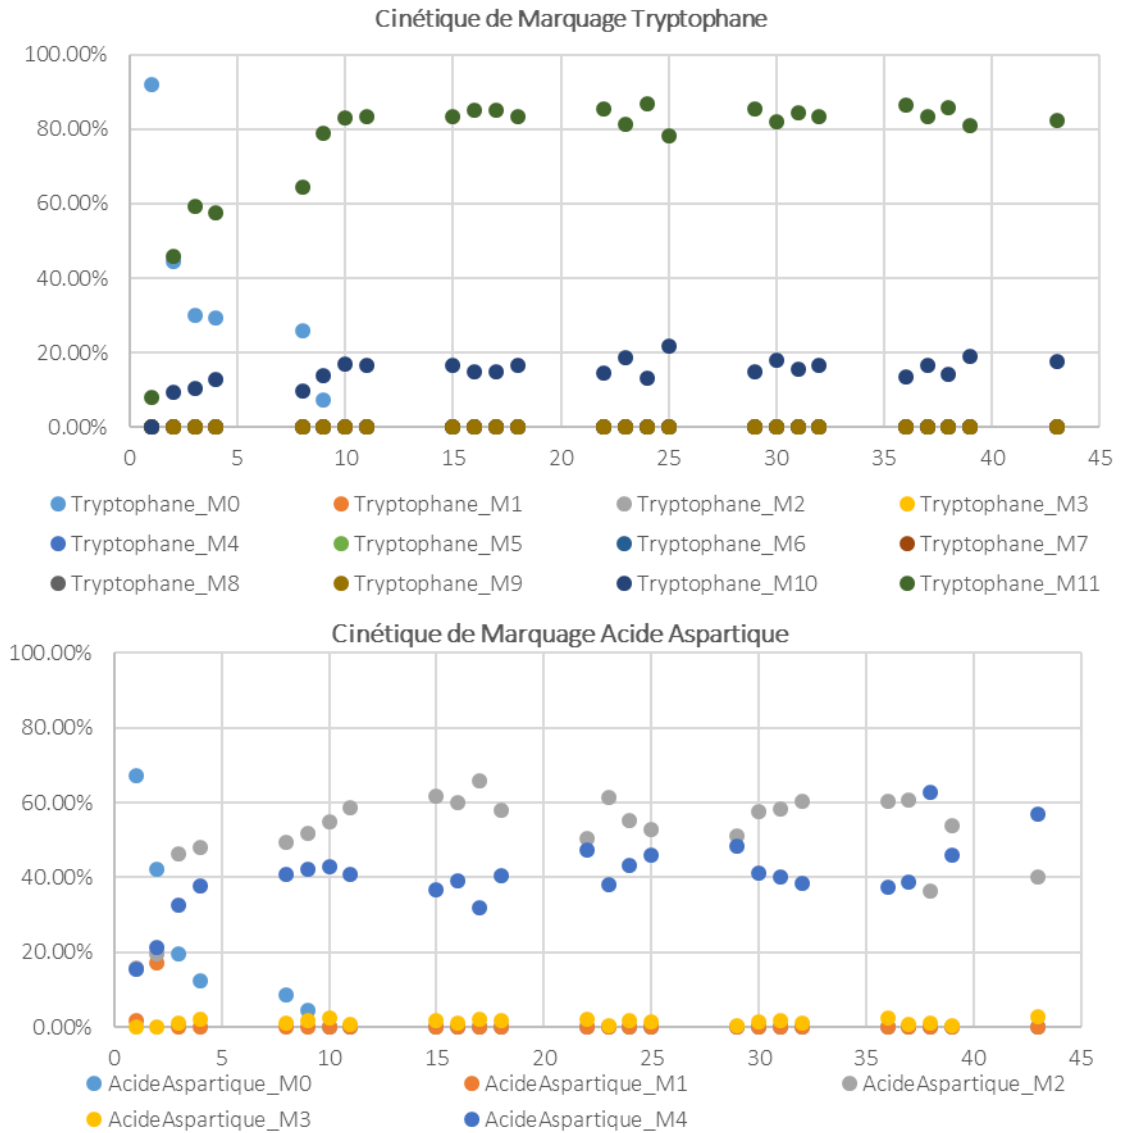 Cinétique de Marquage Tryptophane
100.00%
80.00%
60.00%
40.00%
20.00%
0.00%
0 5 10 15 20 25 30 35 40 45
Tryptophane_M0 Tryptophane_M1 Tryptophane_M2 Tryptophane_M3
Tryptophane_M4 Tryptophane_M5 Tryptophane_M6 Tryptophane_M7
Tryptophane_M8 Tryptophane_M9 Tryptophane_M10 Tryptophane_M11
Cinétique de Marquage Acide Aspartique
100.00%
80.00%
60.00%
40.00%
20.00%
0.00%
0 5 10 15 20 25 30 35 40 45
AcideAspartique_M0 AcideAspartique_M1 AcideAspartique_M2
AcideAspartique_M3 AcideAspartique_M4